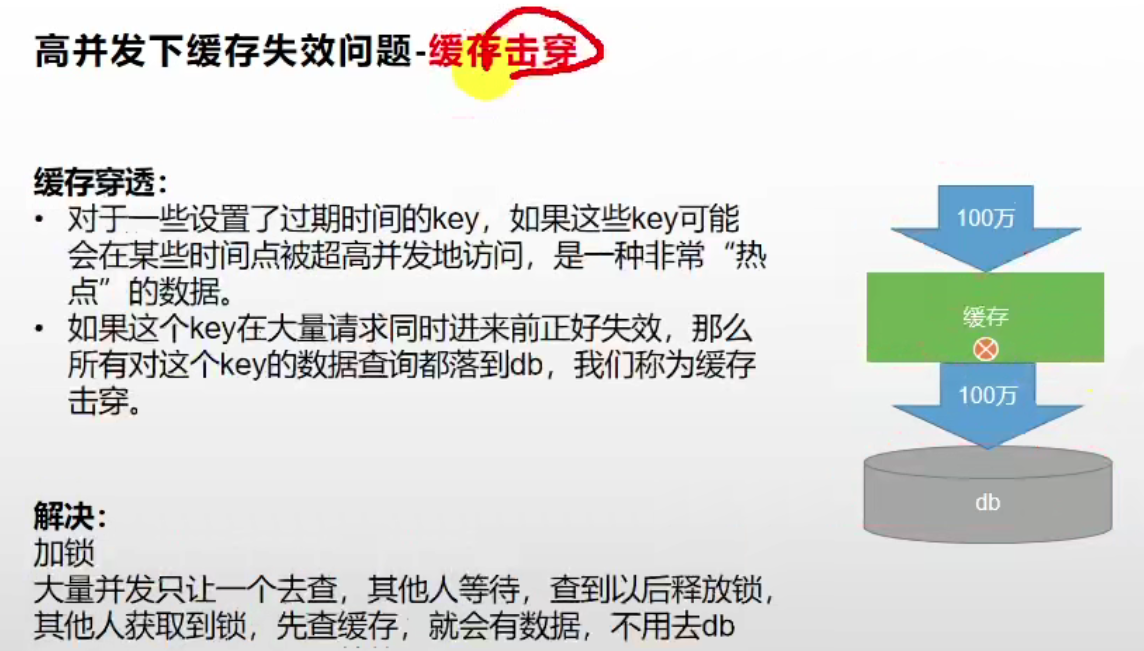 高并发下缓存失效问题-缓存击穿
缓存穿透：
• 对于一些设置了过期时间的key，如果这些key可能
会在某些时间点被超高并发地访问，是一种非常“热
点”的数据。
• 如果这个key在大量请求同时进来前正好失效，那么
所有对这个key的数据查询都落到db，我们称为缓存
击穿。
解决：
加锁
大量并发只让一个去查，其他人等待，查到以后释放锁，
其他人获取到锁，先查缓存，就会有数据，不用去db
100万
缓存
100万
db